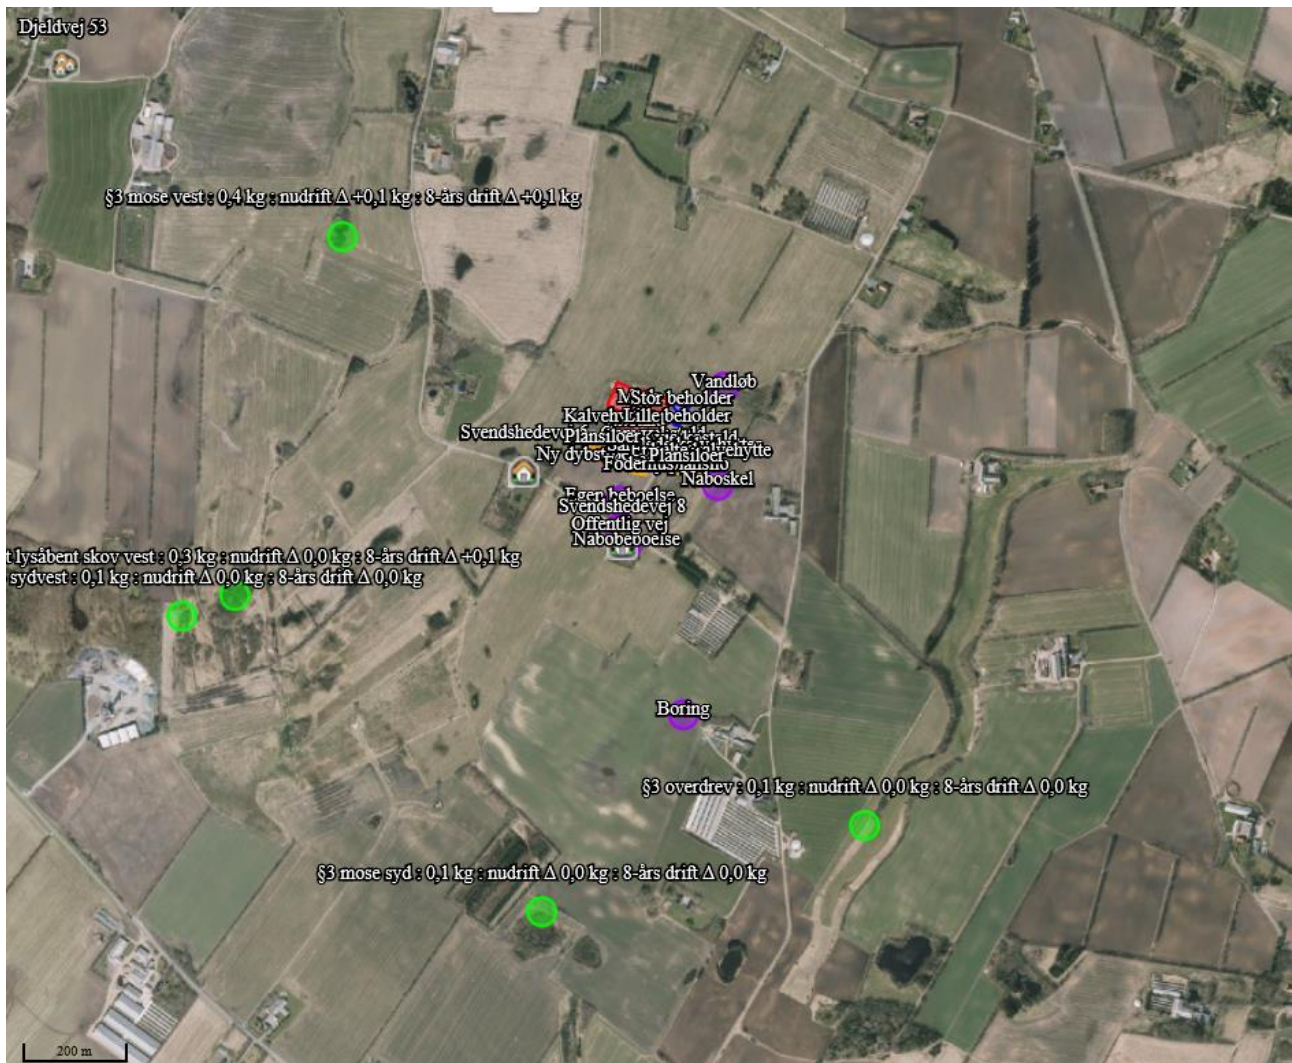 Djeldvej 53
§3 mose vest : 0,4 kg : nudrift Δ +0,1 kg : 8-års drift Δ +0,1 kg
Vandløb
Stor beholder
Lille beholder
Plansiloer
Plansiloer
Naboskel
Egen beboelse
Svendshedevej 8
Offentlig vej
Nabobeboelse
lysåbent skov vest : 0,3 kg : nudrift Δ 0,0 kg : 8-års drift Δ +0,1 kg
sydvest : 0,1 kg : nudrift Δ 0,0 kg : 8-års drift Δ 0,0 kg
Boring
§3 overdrev : 0,1 kg : nudrift Δ 0,0 kg : 8-års drift Δ 0,0 kg
§3 mose syd : 0,1 kg : nudrift Δ 0,0 kg : 8-års drift Δ 0,0 kg
200 m